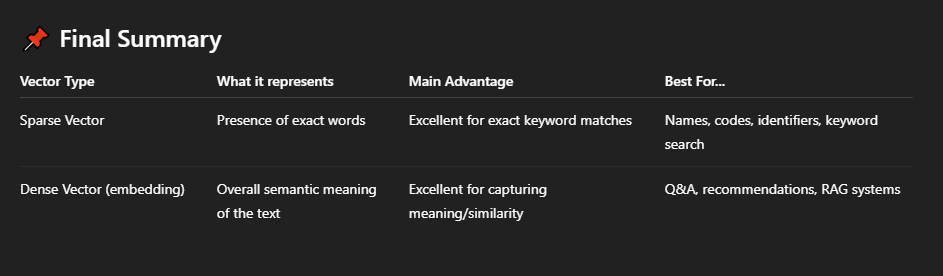 📌 Final Summary
Vector Type What it represents Main Advantage Best For...
Sparse Vector Presence of exact words Excellent for exact keyword matches Names, codes, identifiers, keyword
search
Dense Vector (embedding) Overall semantic meaning Excellent for capturing Q&A, recommendations, RAG systems
of the text meaning/similarity